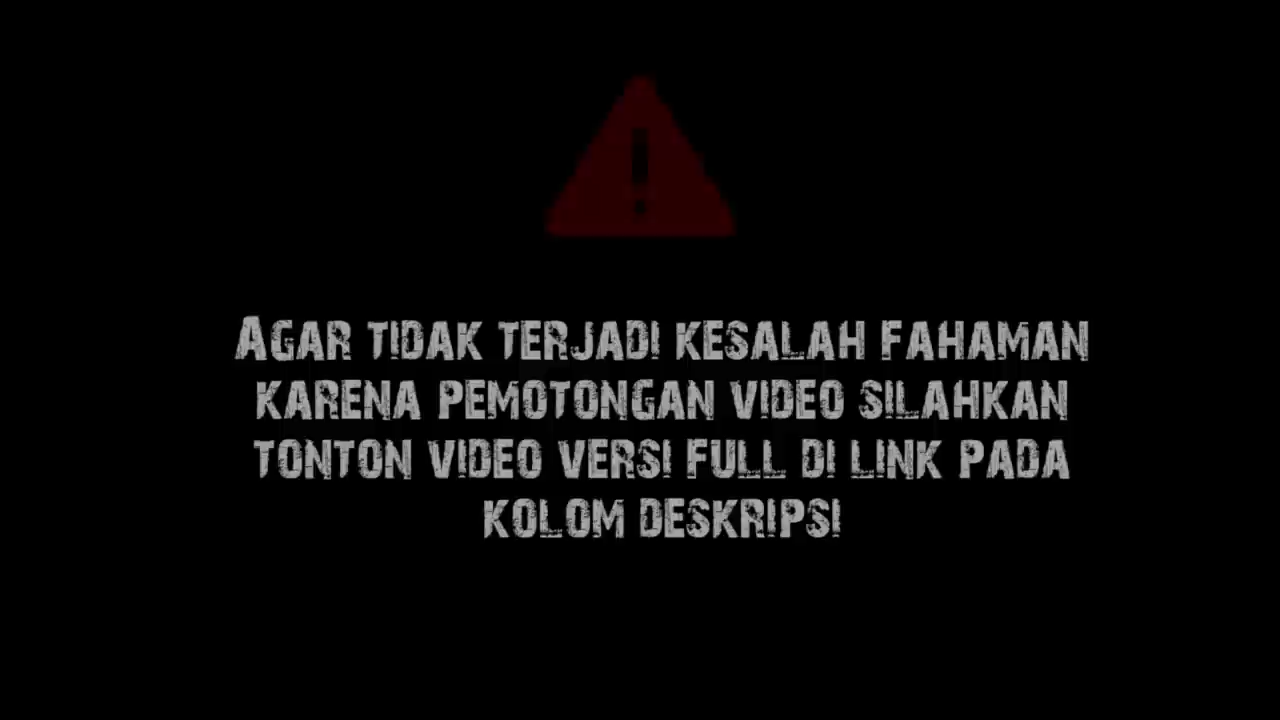 AGAR TIDAK TERJADI KESALAH FAHAMAN
KARENA PEMOTONGAN VIDEO SILAHKAN
TONTON VIDEO VERSI FULL DI LINK PADA
KOLOM DESKRIPSI